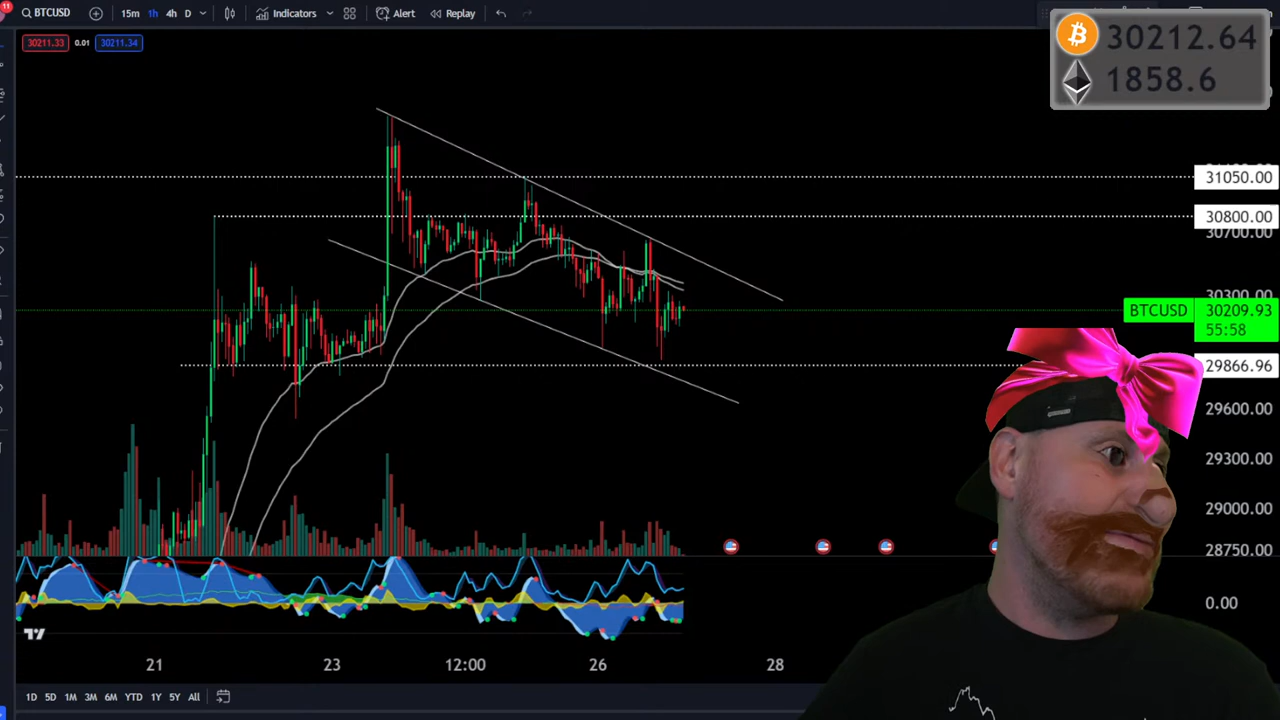 11
BTCUSD 15m 1h 4h D Indicators Alert Replay
30211.33 0.01 30211.34
30212.64
1858.6
31050.00
30800.00
30700.00
30300.00
BTCUSD 30209.93
55:58
29866.96
29600.00
29300.00
29000.00
28750.00
0.00
21 23 12:00 26 28
1D 5D 1M 3M 6M YTD 1Y 5Y All